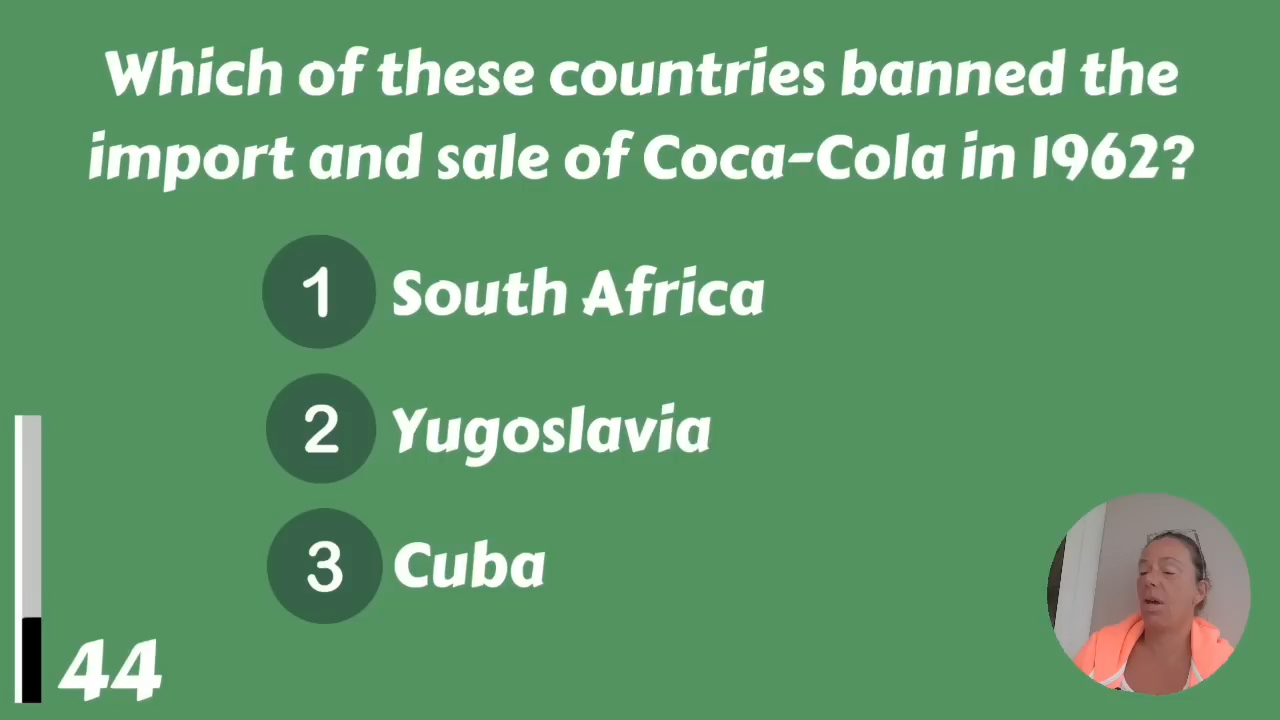 Which of these countries banned the
import and sale of Coca-Cola in 1962?
1 South Africa
2 Yugoslavia
3 Cuba
44